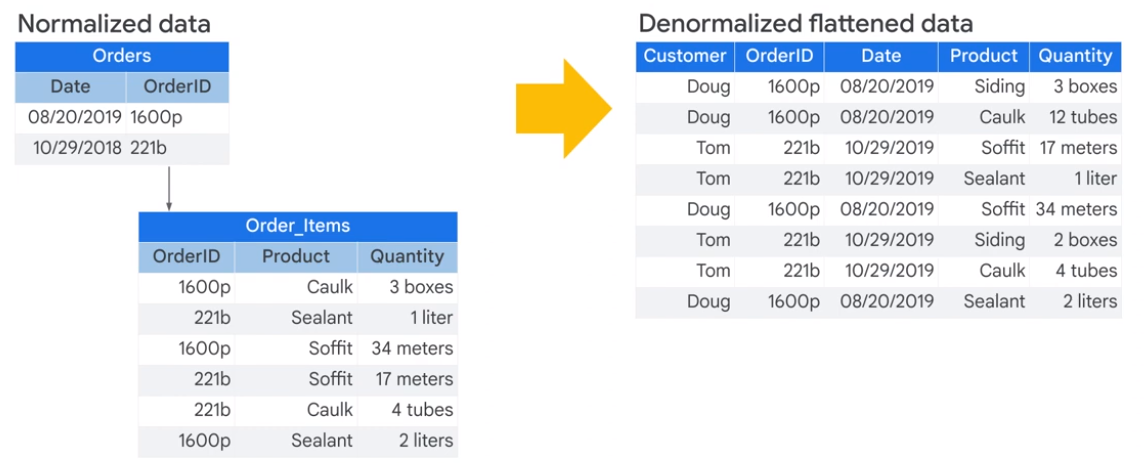 Normalized data
Orders
Date OrderID
08/20/2019 1600p
10/29/2018 221b
Order_Items
OrderID Product Quantity
1600p Caulk 3 boxes
221b Sealant 1 liter
1600p Soffit 34 meters
221b Soffit 17 meters
221b Caulk 4 tubes
1600p Sealant 2 liters
Denormalized flattened data
Customer OrderID Date Product Quantity
Doug 1600p 08/20/2019 Siding 3 boxes
Doug 1600p 08/20/2019 Caulk 12 tubes
Tom 221b 10/29/2019 Soffit 17 meters
Tom 221b 10/29/2019 Sealant 1 liter
Doug 1600p 08/20/2019 Soffit 34 meters
Tom 221b 10/29/2019 Siding 2 boxes
Tom 221b 10/29/2019 Caulk 4 tubes
Doug 1600p 08/20/2019 Sealant 2 liters